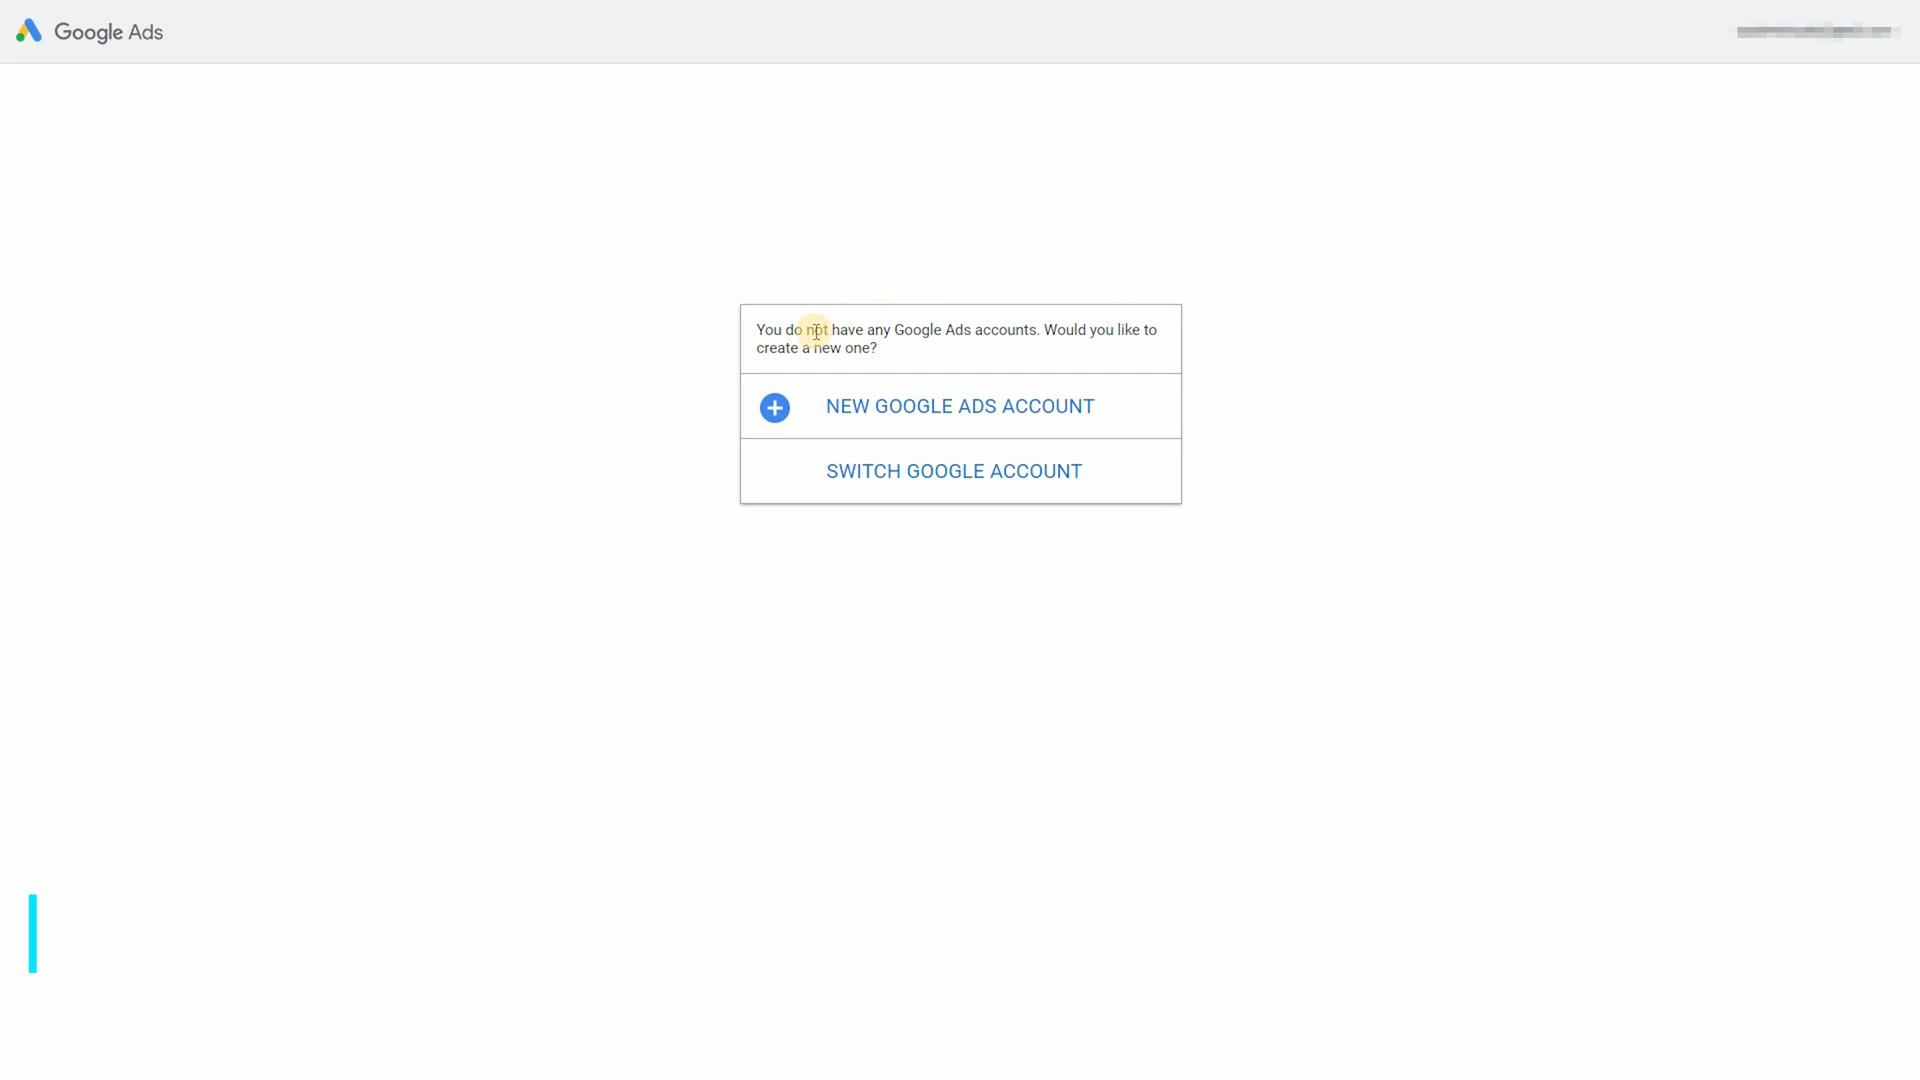 Google Ads
You do not have any Google Ads accounts. Would you like to
create a new one?
NEW GOOGLE ADS ACCOUNT
SWITCH GOOGLE ACCOUNT